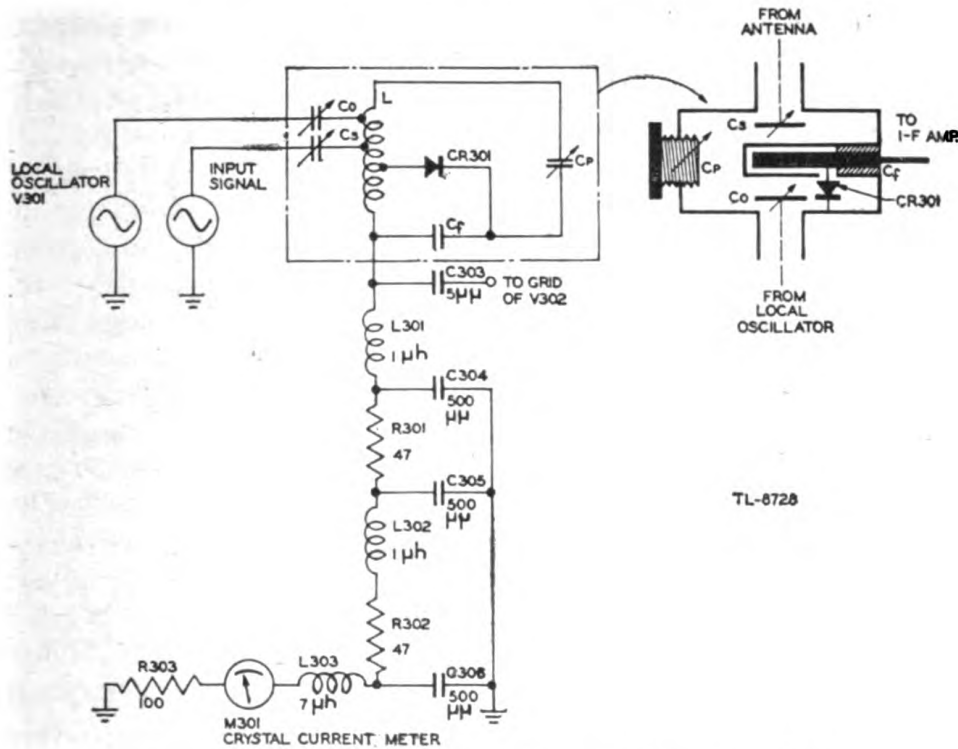 FROM
ANTENNA
L
Co
Cs
CR301
CP
Cf
LOCAL
OSCILLATOR
V301
INPUT
SIGNAL
Cs
CP
Co
Cf
TO
I-F AMP.
CR301
FROM
LOCAL
OSCILLATOR
C303
5μμ
TO GRID
OF V302
L301
1μh
C304
500
μμ
R301
47
C305
500
μμ
L302
1μh
TL-8728
R302
47
R303
100
L303
7μh
C306
500
μμ
M301
CRYSTAL CURRENT METER